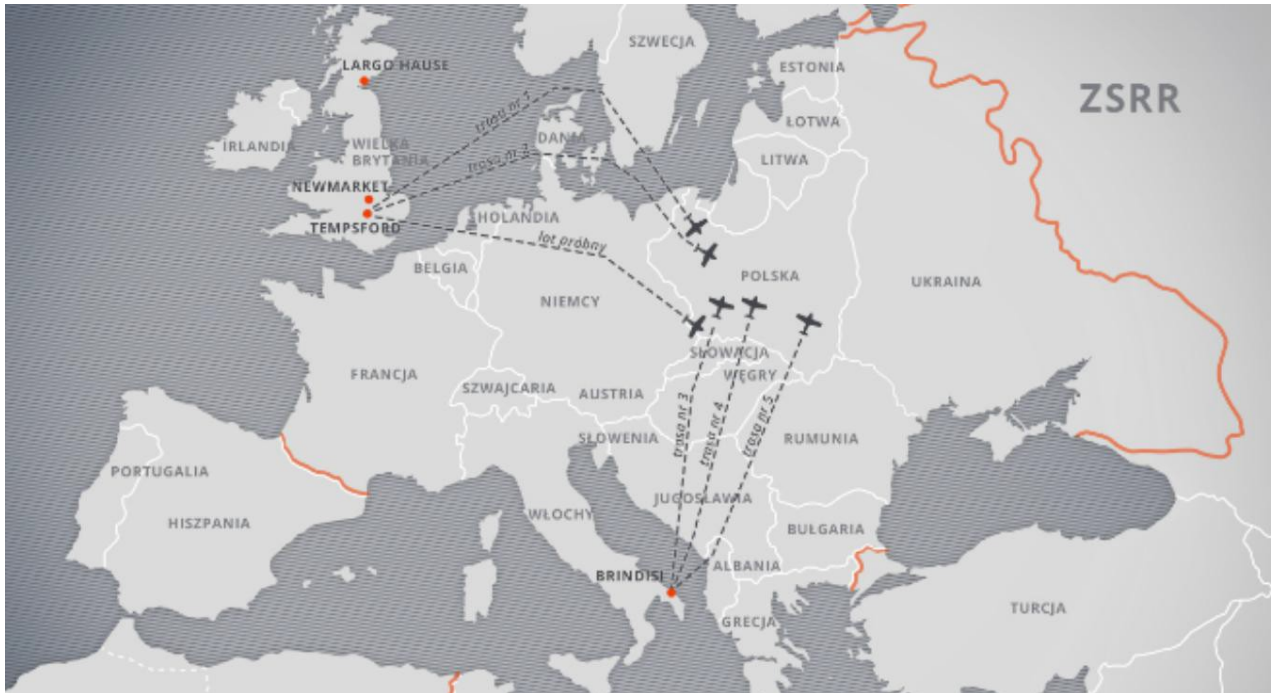 SZWECJA
LARGO HAUSE
ESTONIA
ZSRR
trasa nr 1
ŁOTWA
DANIA
IRLANDIA
WIELKA
BRYTANIA
trasa nr 2
LITWA
NEWMARKET
HOLANDIA
TEMPSFORD
lot próbny
BELGIA
POLSKA
UKRAINA
NIEMCY
SŁOWACJA
FRANCJA
WĘGRY
SZWAJCARIA
AUSTRIA
trasa nr 3
trasa nr 4
trasa nr 5
SŁOWENIA
RUMUNIA
PORTUGALIA
JUGOSŁAWIA
HISZPANIA
WŁOCHY
BUŁGARIA
ALBANIA
BRINDISI
TURCJA
GRECJA